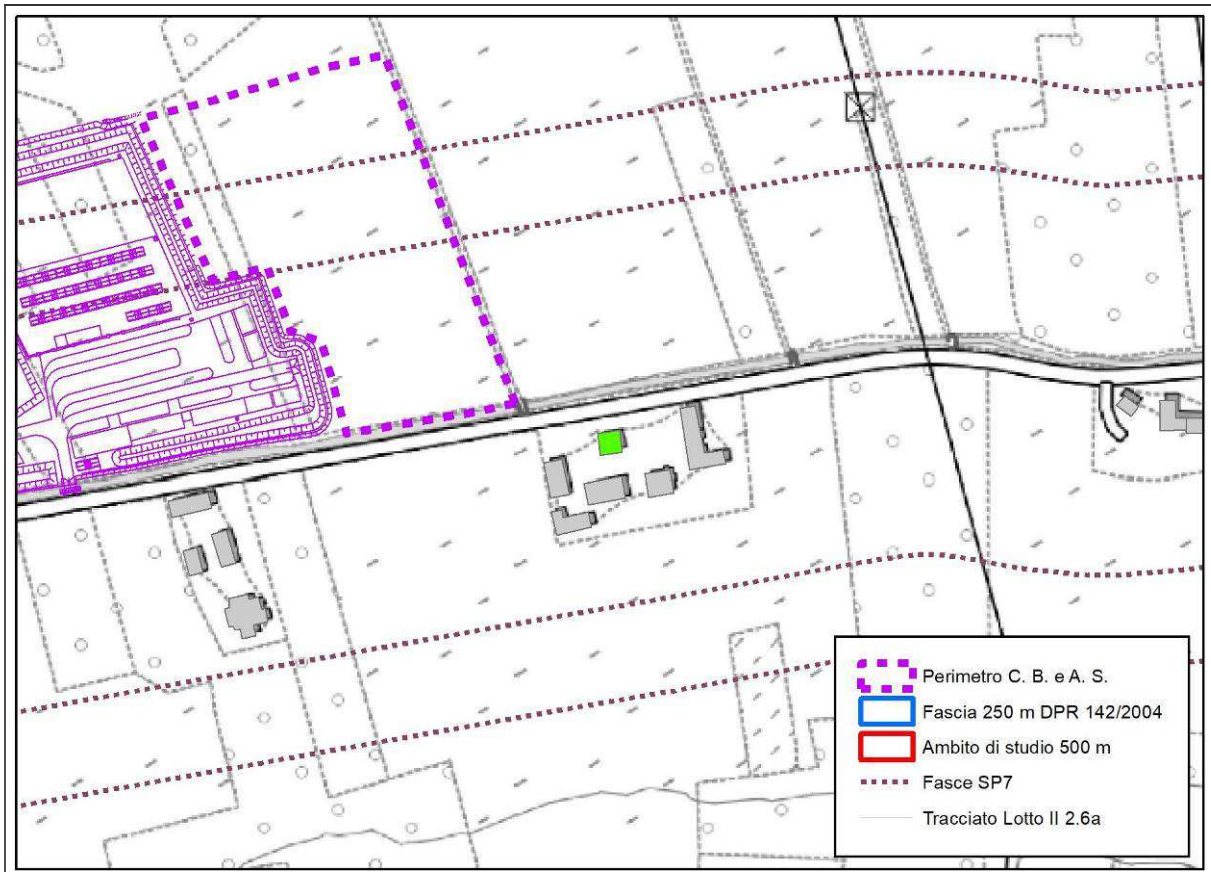 Perimetro C. B. e A. S.
Fascia 250 m DPR 142/2004
Ambito di studio 500 m
Fasce SP7
Tracciato Lotto II 2.6a